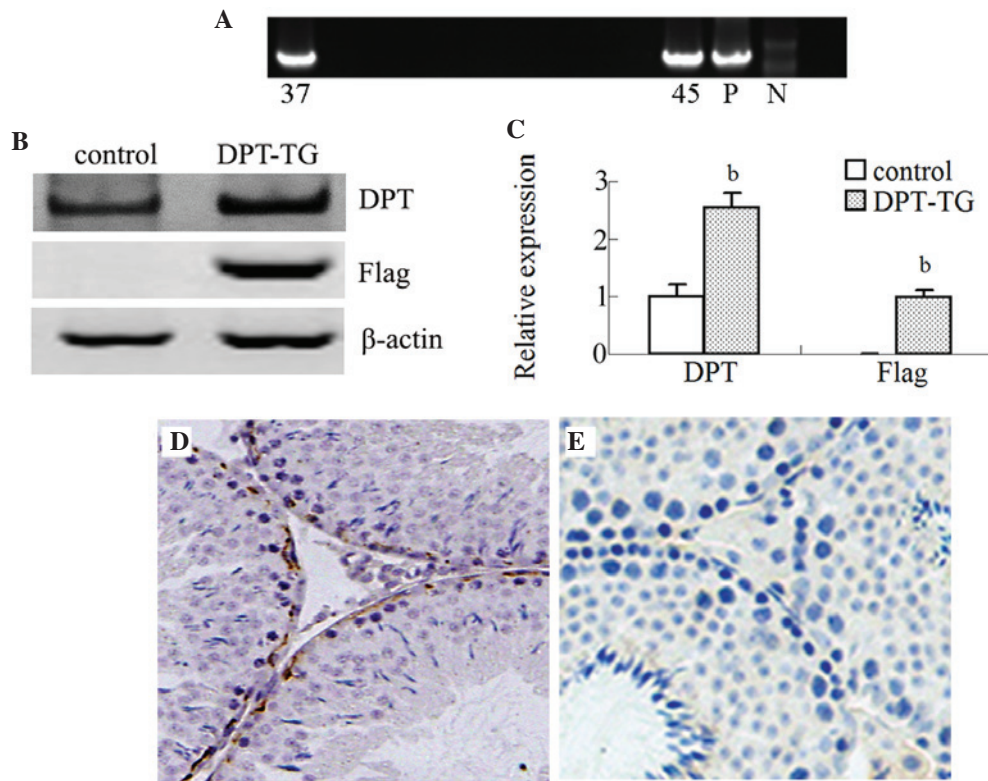 A
37 45 P N
B
control DPT-TG
DPT
Flag
β-actin
C
Relative expression
3
2
1
0
b
b
control
DPT-TG
DPT Flag
D
E